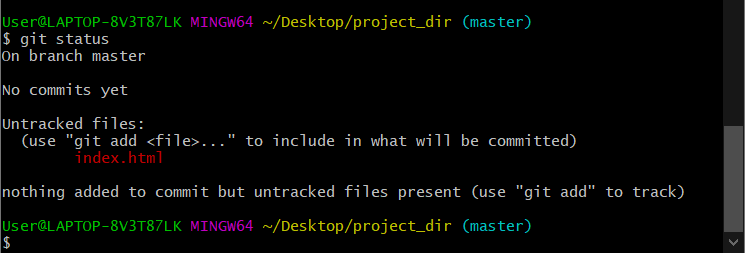 User@LAPTOP-8V3T87LK MINGW64 ~/Desktop/project_dir (master)
$ git status
On branch master
No commits yet
Untracked files:
  (use "git add <file>..." to include in what will be committed)
        index.html
nothing added to commit but untracked files present (use "git add" to track)
User@LAPTOP-8V3T87LK MINGW64 ~/Desktop/project_dir (master)
$